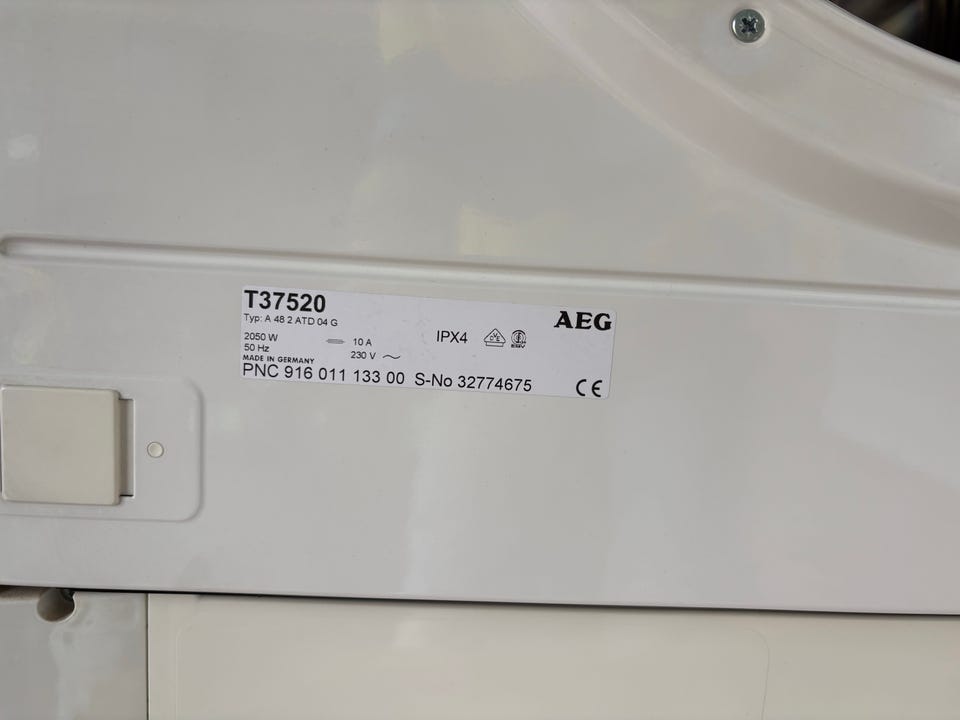 T37520
AEG
Typ: A 48 2 ATD 04 G
2050 W 10 A IPX4
50 Hz 230 V
MADE IN GERMANY
PNC 916 011 133 00 S-No 32774675
CE